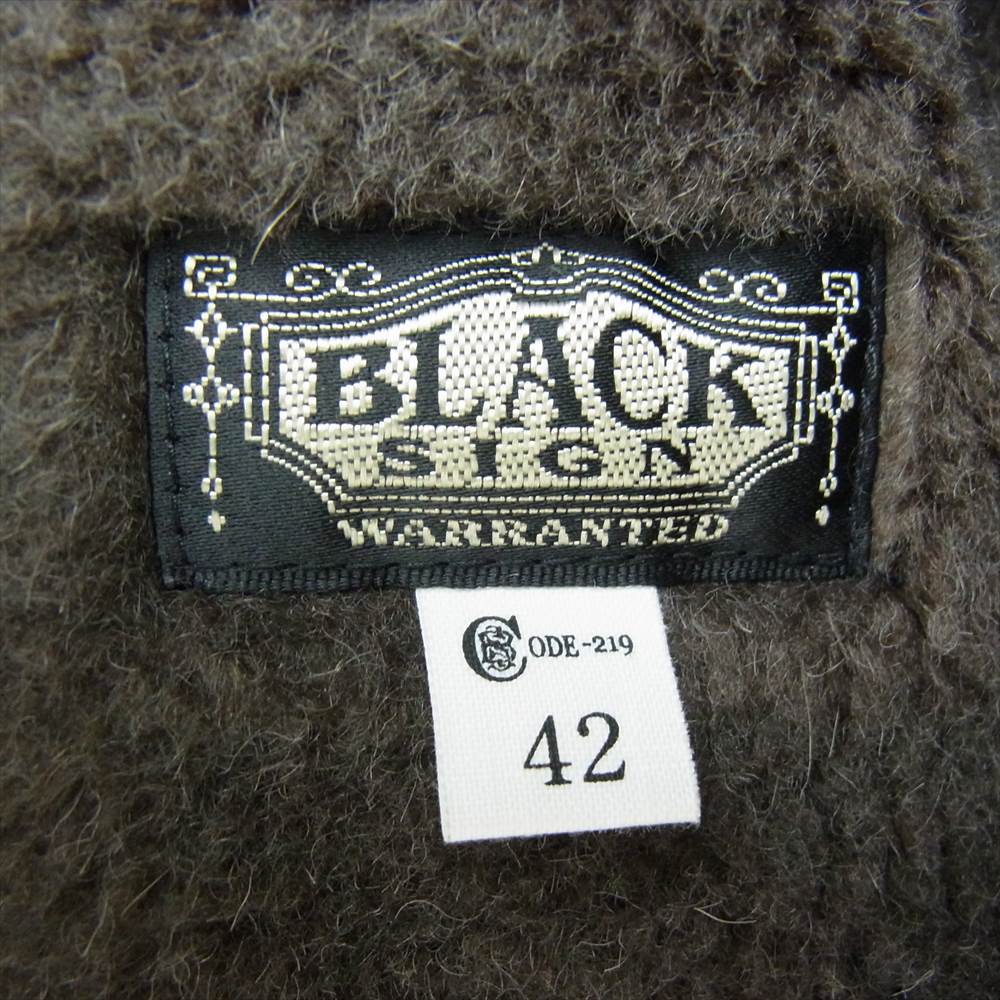 BLACK
SIGN
WARRANTED
CODE-219
42